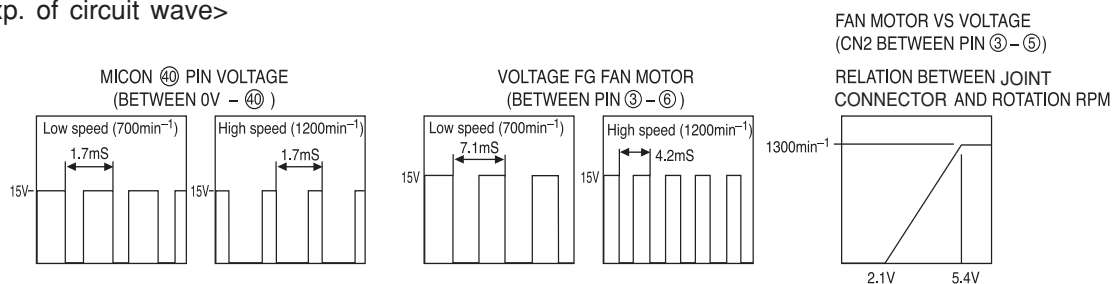 xp. of circuit wave>
MICON ㊵ PIN VOLTAGE
(BETWEEN 0V – ㊵ )
Low speed (700min⁻¹)
1.7mS
15V
High speed (1200min⁻¹)
1.7mS
15V
VOLTAGE FG FAN MOTOR
(BETWEEN PIN ③ – ⑥ )
Low speed (700min⁻¹)
7.1mS
15V
High speed (1200min⁻¹)
4.2mS
15V
FAN MOTOR VS VOLTAGE
(CN2 BETWEEN PIN ③ – ⑤ )
RELATION BETWEEN JOINT
CONNECTOR AND ROTATION RPM
1300min⁻¹
2.1V
5.4V